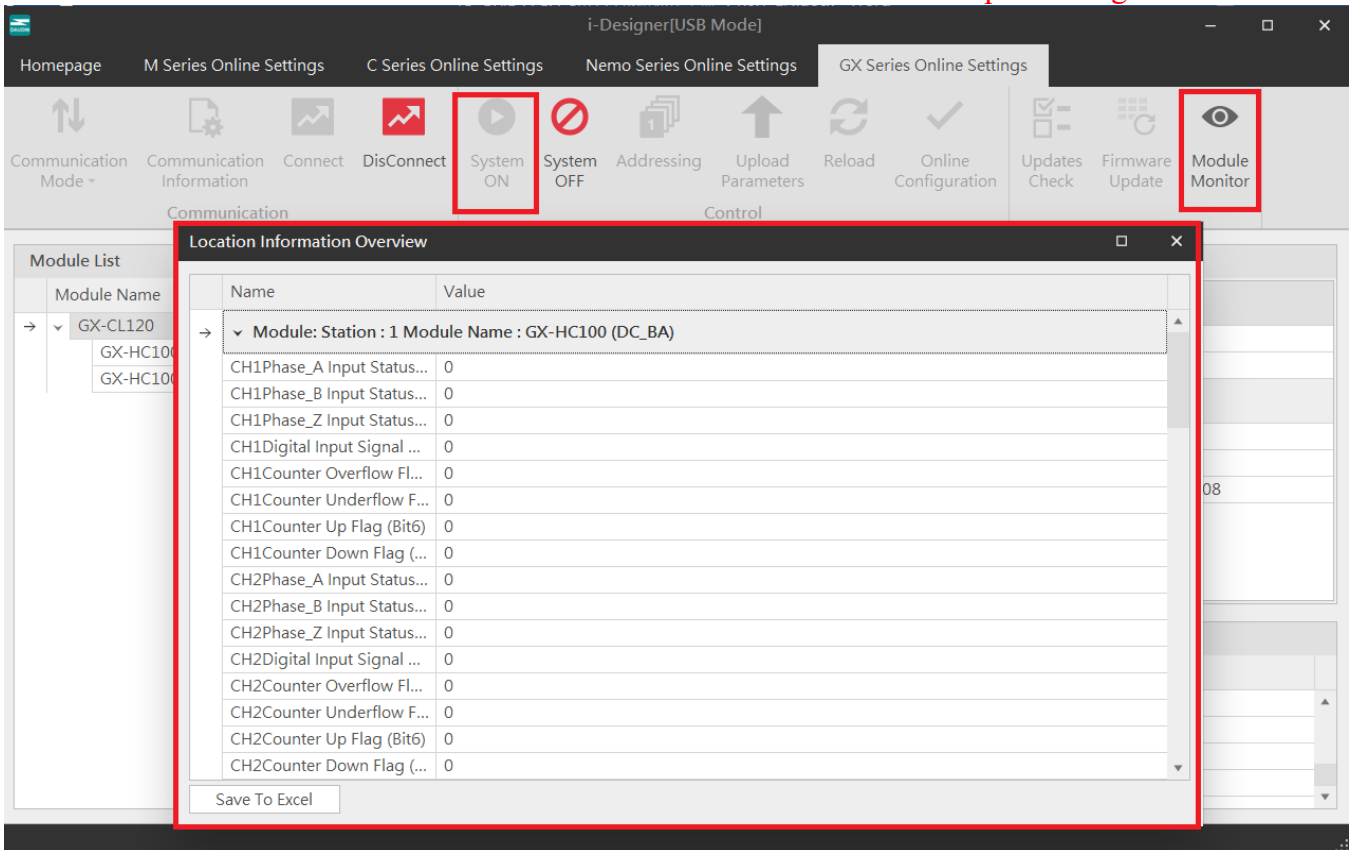 i-Designer[USB Mode]
Homepage M Series Online Settings C Series Online Settings Nemo Series Online Settings GX Series Online Settings
Communication Mode
Communication Information
Connect
DisConnect
System ON
System OFF
Addressing
Upload Parameters
Reload
Online Configuration
Updates Check
Firmware Update
Module Monitor
Communication
Control
Location Information Overview
Module List
Module Name
GX-CL120
GX-HC100
GX-HC100
Name Value
Module: Station : 1 Module Name : GX-HC100 (DC_BA)
CH1Phase_A Input Status... 0
CH1Phase_B Input Status... 0
CH1Phase_Z Input Status... 0
CH1Digital Input Signal ... 0
CH1Counter Overflow Fl... 0
CH1Counter Underflow F... 0
CH1Counter Up Flag (Bit6) 0
CH1Counter Down Flag (... 0
CH2Phase_A Input Status... 0
CH2Phase_B Input Status... 0
CH2Phase_Z Input Status... 0
CH2Digital Input Signal ... 0
CH2Counter Overflow Fl... 0
CH2Counter Underflow F... 0
CH2Counter Up Flag (Bit6) 0
CH2Counter Down Flag (... 0
08
Save To Excel